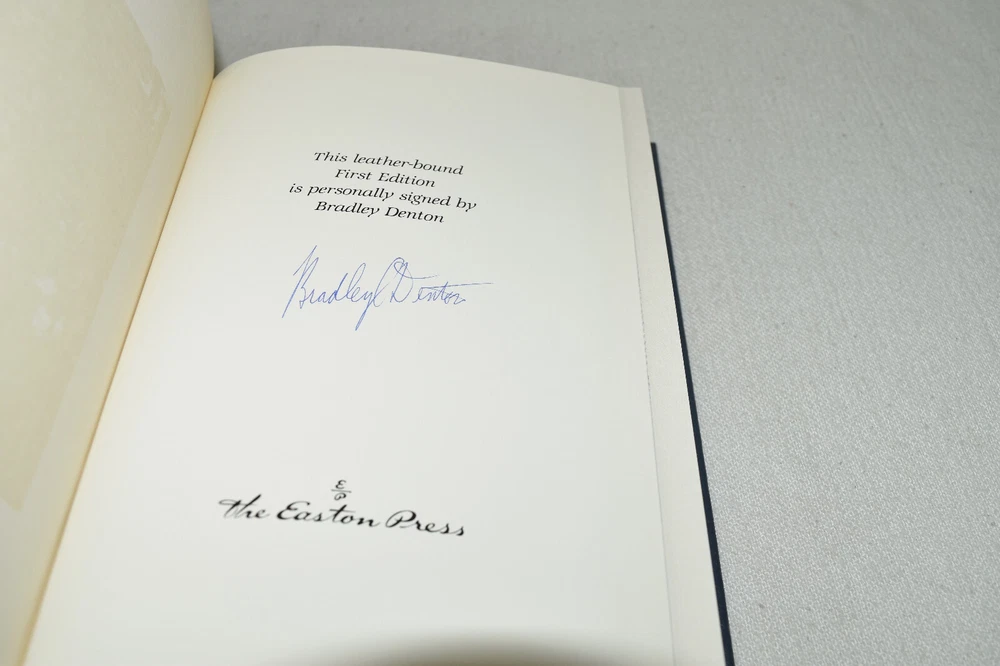 This leather-bound
First Edition
is personally signed by
Bradley Denton
Bradley Denton
E
P
the Easton Press